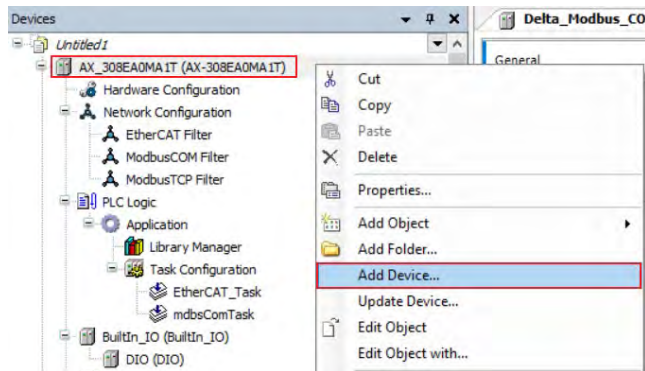 Devices
Delta_Modbus_CO
Untitled1
General
AX_308EA0MA1T (AX-308EA0MA1T)
Hardware Configuration
Network Configuration
EtherCAT Filter
ModbusCOM Filter
ModbusTCP Filter
PLC Logic
Application
Library Manager
Task Configuration
EtherCAT_Task
mdbsComTask
BuiltIn_IO (BuiltIn_IO)
DIO (DIO)
Cut
Copy
Paste
Delete
Properties...
Add Object
Add Folder...
Add Device...
Update Device...
Edit Object
Edit Object with...